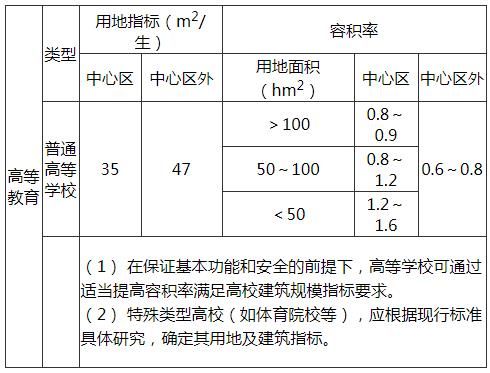 高等教育
类型
用地指标（m²/生）
容积率
中心区
中心区外
用地面积（hm²）
中心区
中心区外
普通高等学校
35
47
＞100
0.8～0.9
50～100
0.8～1.2
＜50
1.2～1.6
0.6～0.8
（1） 在保证基本功能和安全的前提下，高等学校可通过
适当提高容积率满足高校建筑规模指标要求。
（2） 特殊类型高校（如体育院校等），应根据现行标准
具体研究，确定其用地及建筑指标。